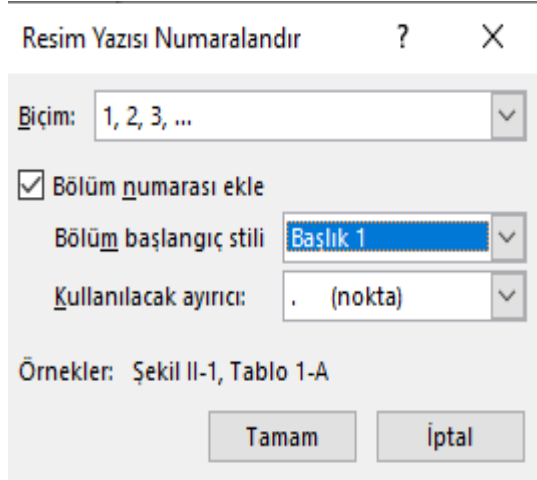 Resim Yazısı Numaralandır ? ×
Biçim: 1, 2, 3, ...
Bölüm numarası ekle
Bölüm başlangıç stili Başlık 1
Kullanılacak ayırıcı: . (nokta)
Örnekler: Şekil II-1, Tablo 1-A
Tamam İptal